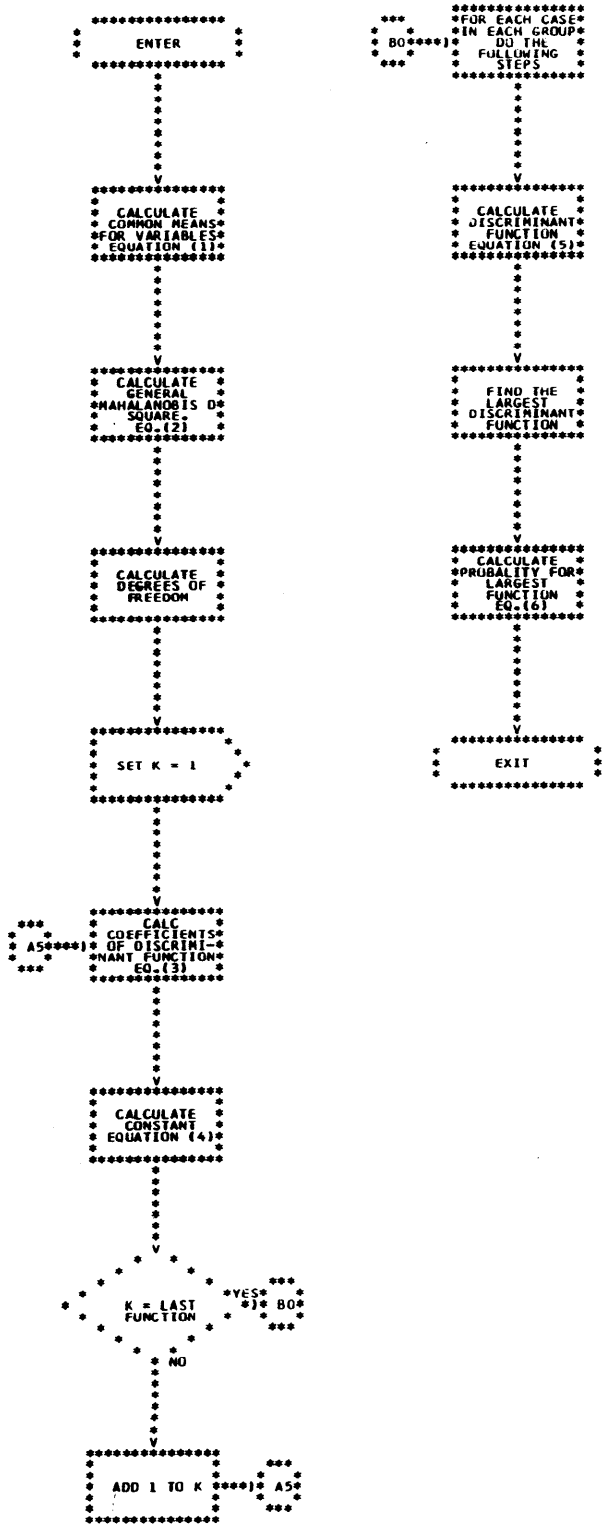 ENTER
CALCULATE
COMMON MEANS
FOR VARIABLES
EQUATION (1)
CALCULATE
GENERAL
MAHALANOBIS D
SQUARE.
EQ.(2)
CALCULATE
DEGREES OF
FREEDOM
SET K = 1
A5
CALC
COEFFICIENTS
OF DISCRIMI-
NANT FUNCTION
EQ.(3)
CALCULATE
CONSTANT
EQUATION (4)
K = LAST
FUNCTION
YES
B0
NO
ADD 1 TO K
A5
B0
FOR EACH CASE
IN EACH GROUP
DO THE
FOLLOWING
STEPS
CALCULATE
DISCRIMINANT
FUNCTION
EQUATION (5)
FIND THE
LARGEST
DISCRIMINANT
FUNCTION
CALCULATE
PROBALITY FOR
LARGEST
FUNCTION
EQ.(6)
EXIT